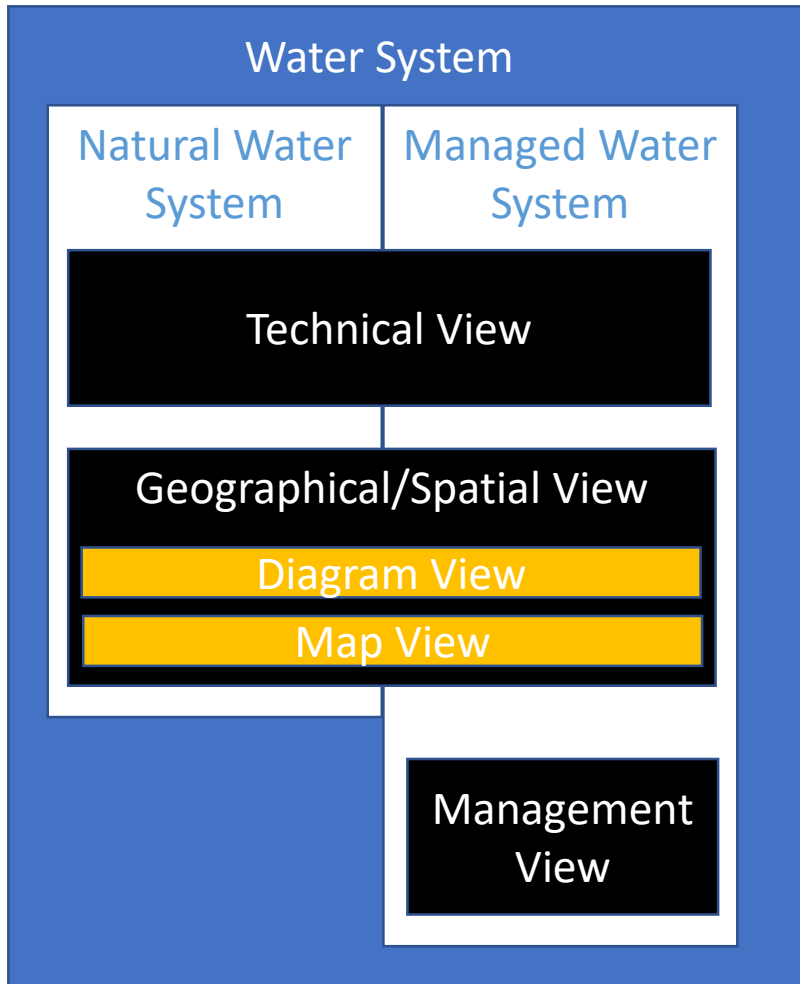 Water System
Natural Water
System
Managed Water
System
Technical View
Geographical/Spatial View
Diagram View
Map View
Management
View